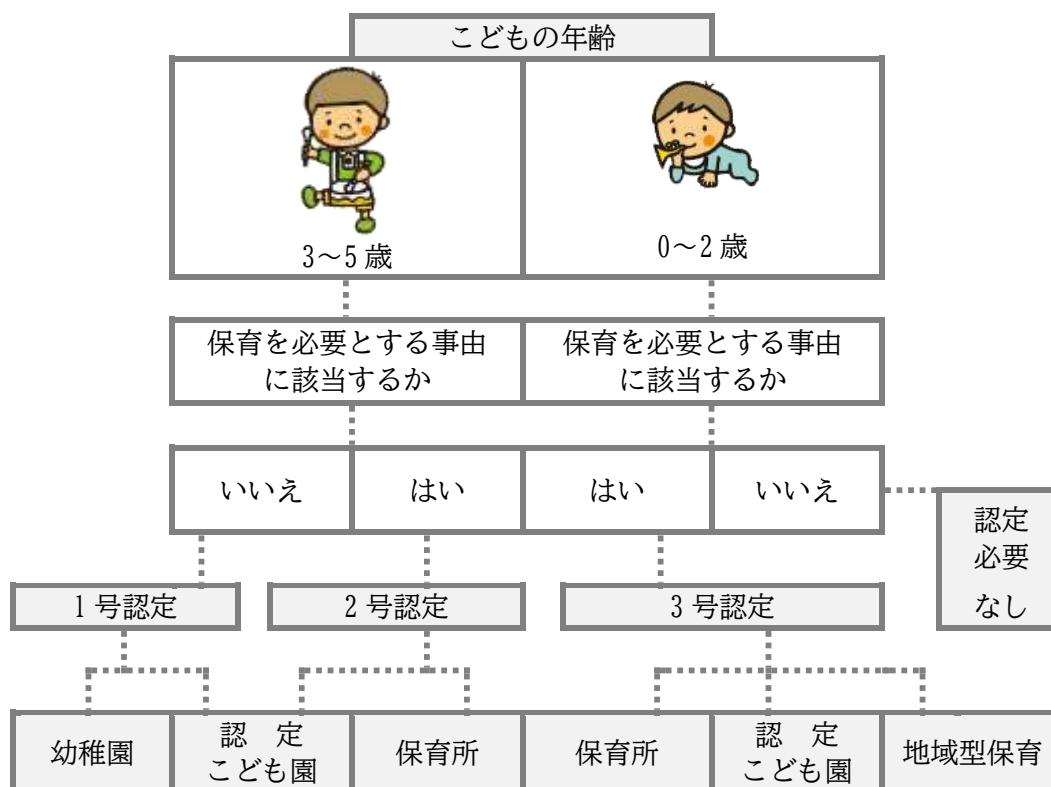 こどもの年齢
3～5歳
0～2歳
保育を必要とする事由
に該当するか
保育を必要とする事由
に該当するか
いいえ
はい
はい
いいえ
認定
必要
なし
1号認定
2号認定
3号認定
幼稚園
認　定
こども園
保育所
保育所
認　定
こども園
地域型保育